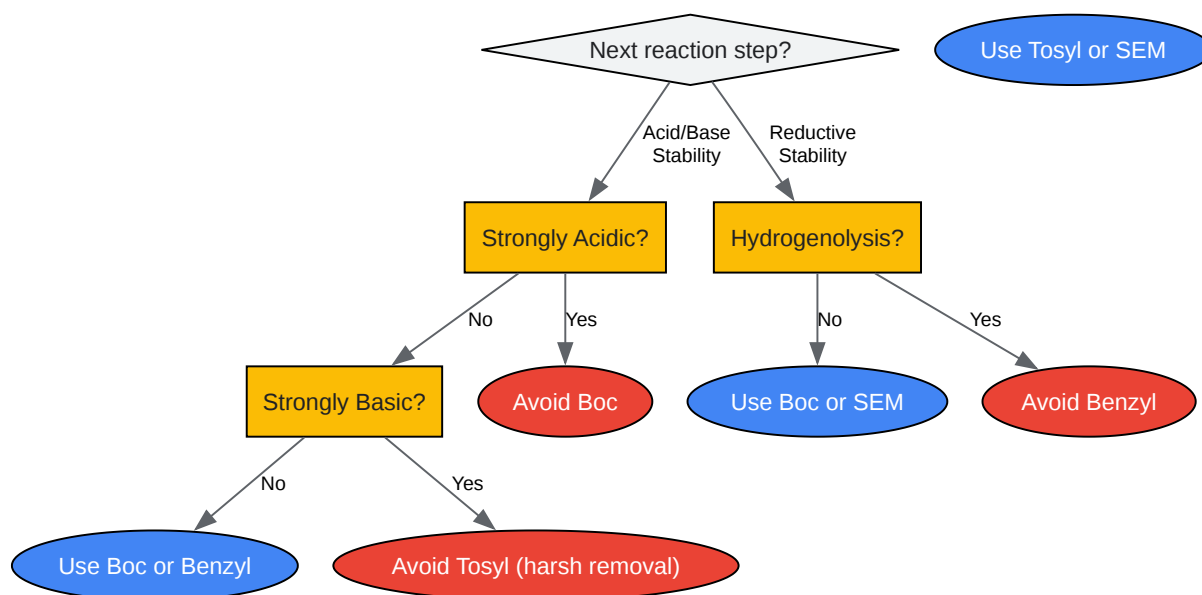 Next reaction step?
Use Tosyl or SEM
Acid/Base
Stability
Reductive
Stability
Strongly Acidic?
Hydrogenolysis?
No
Yes
No
Yes
Strongly Basic?
Avoid Boc
Use Boc or SEM
Avoid Benzyl
No
Yes
Use Boc or Benzyl
Avoid Tosyl (harsh removal)